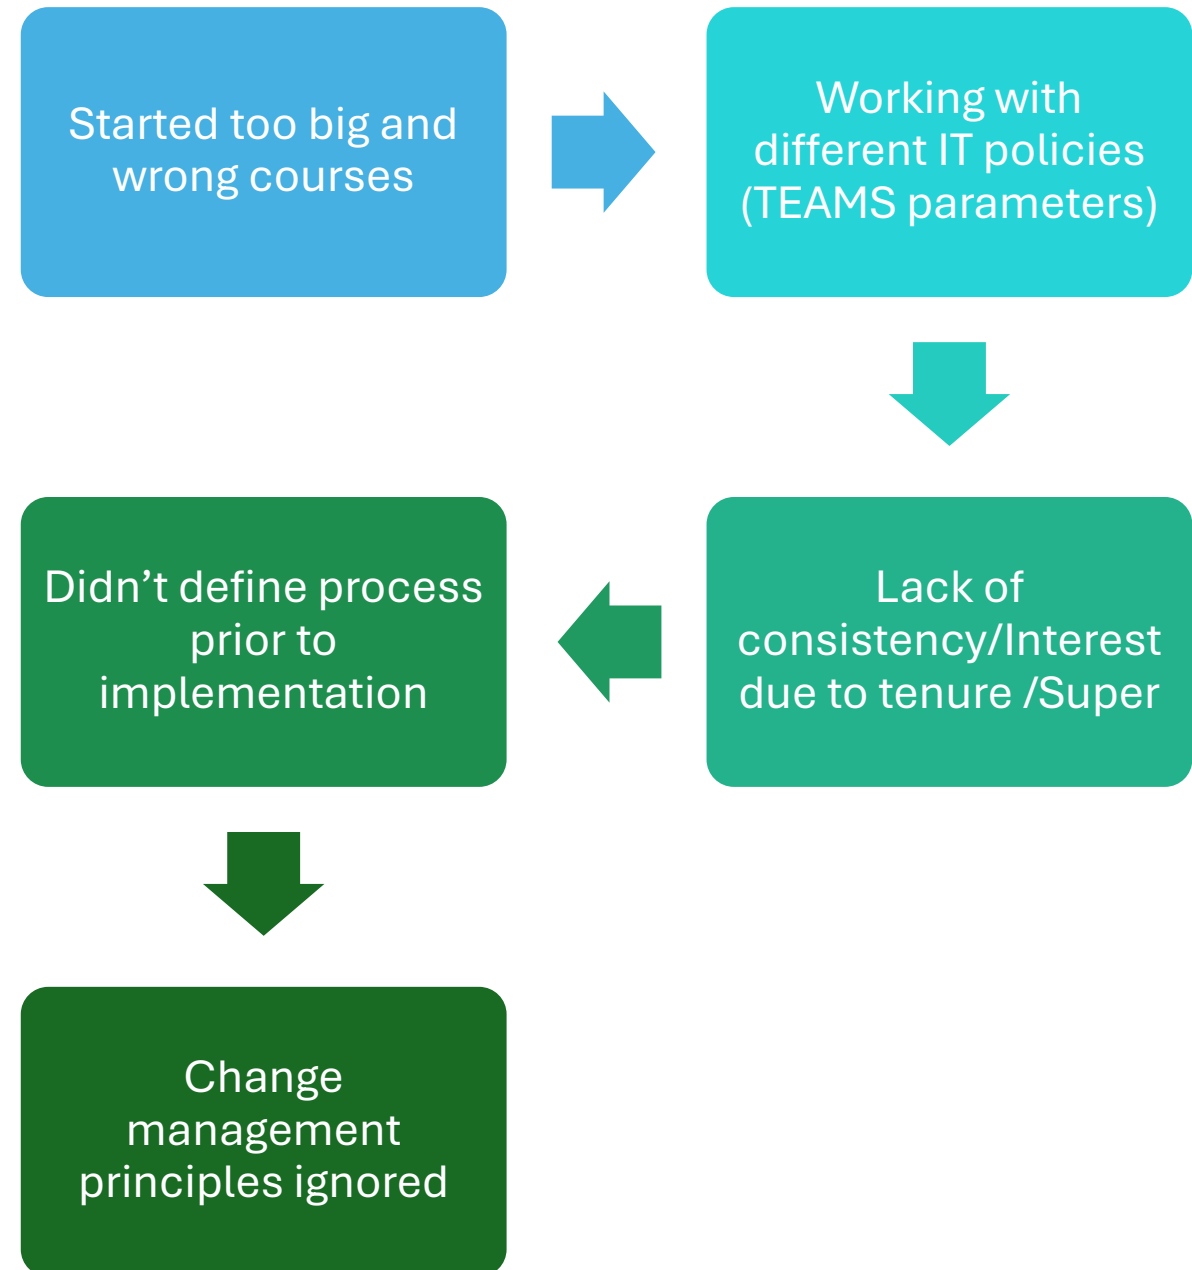 Started too big and
wrong courses
Working with
different IT policies
(TEAMS parameters)
Lack of
consistency/Interest
due to tenure /Super
Didn’t define process
prior to
implementation
Change
management
principles ignored